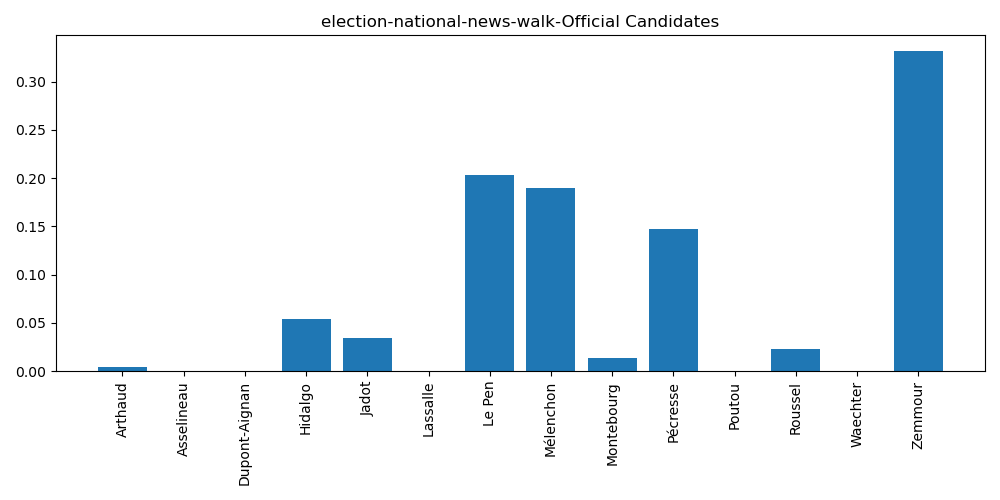 election-national-news-walk-Official Candidates
0.30
0.25
0.20
0.15
0.10
0.05
0.00
Arthaud
Asselineau
Dupont-Aignan
Hidalgo
Jadot
Lassalle
Le Pen
Mélenchon
Montebourg
Pécresse
Poutou
Roussel
Waechter
Zemmour